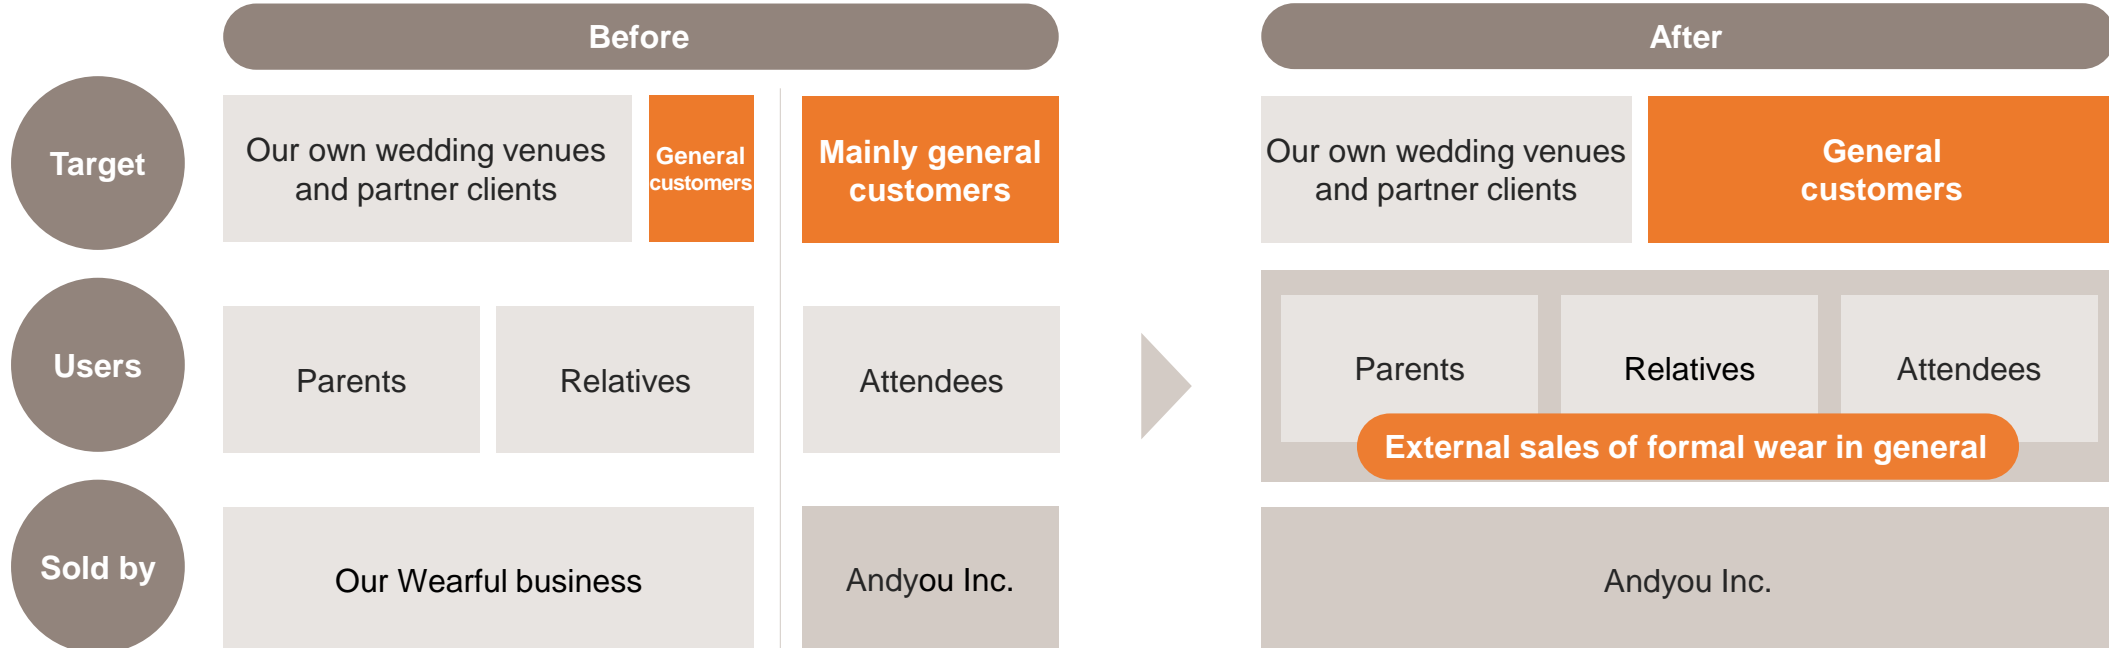 Before
After
Target
Our own wedding venues
and partner clients
General
customers
Mainly general
customers
Our own wedding venues
and partner clients
General
customers
Users
Parents
Relatives
Attendees
Parents
Relatives
Attendees
External sales of formal wear in general
Sold by
Our Wearful business
Andyou Inc.
Andyou Inc.